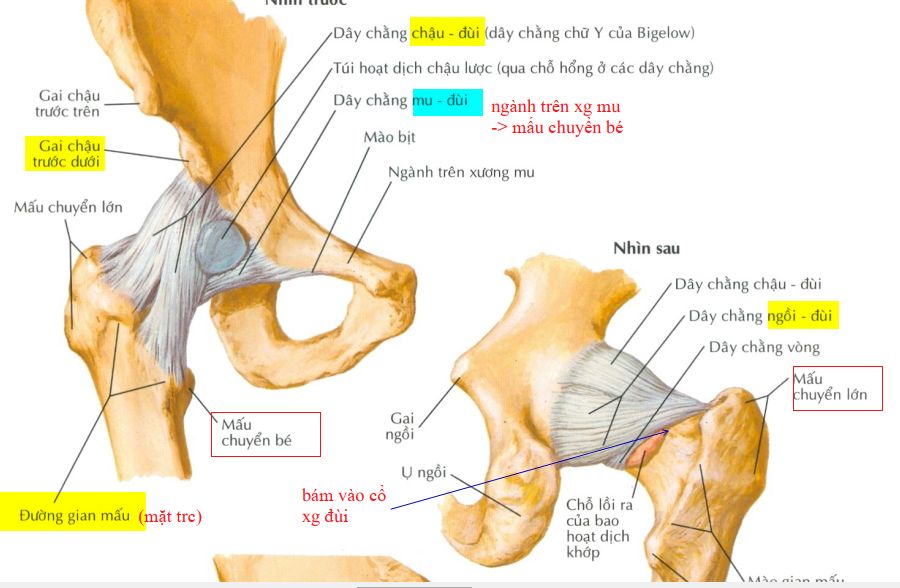 Nhìn trước
Dây chằng chậu - đùi (dây chằng chữ Y của Bigelow)
Túi hoạt dịch chậu lược (qua chỗ hổng ở các dây chằng)
Dây chằng mu - đùi
ngành trên xg mu
-> mấu chuyển bé
Mào bịt
Ngành trên xương mu
Gai chậu
trước trên
Gai chậu
trước dưới
Mấu chuyển lớn
Mấu
chuyển bé
Đường gian mấu (mặt trc)
Nhìn sau
Dây chằng chậu - đùi
Dây chằng ngồi - đùi
Dây chằng vòng
Mấu
chuyển lớn
Gai
ngồi
Ụ ngồi
bám vào cổ
xg đùi
Chỗ lồi ra
của bao
hoạt dịch
khớp
Mào gian mấu